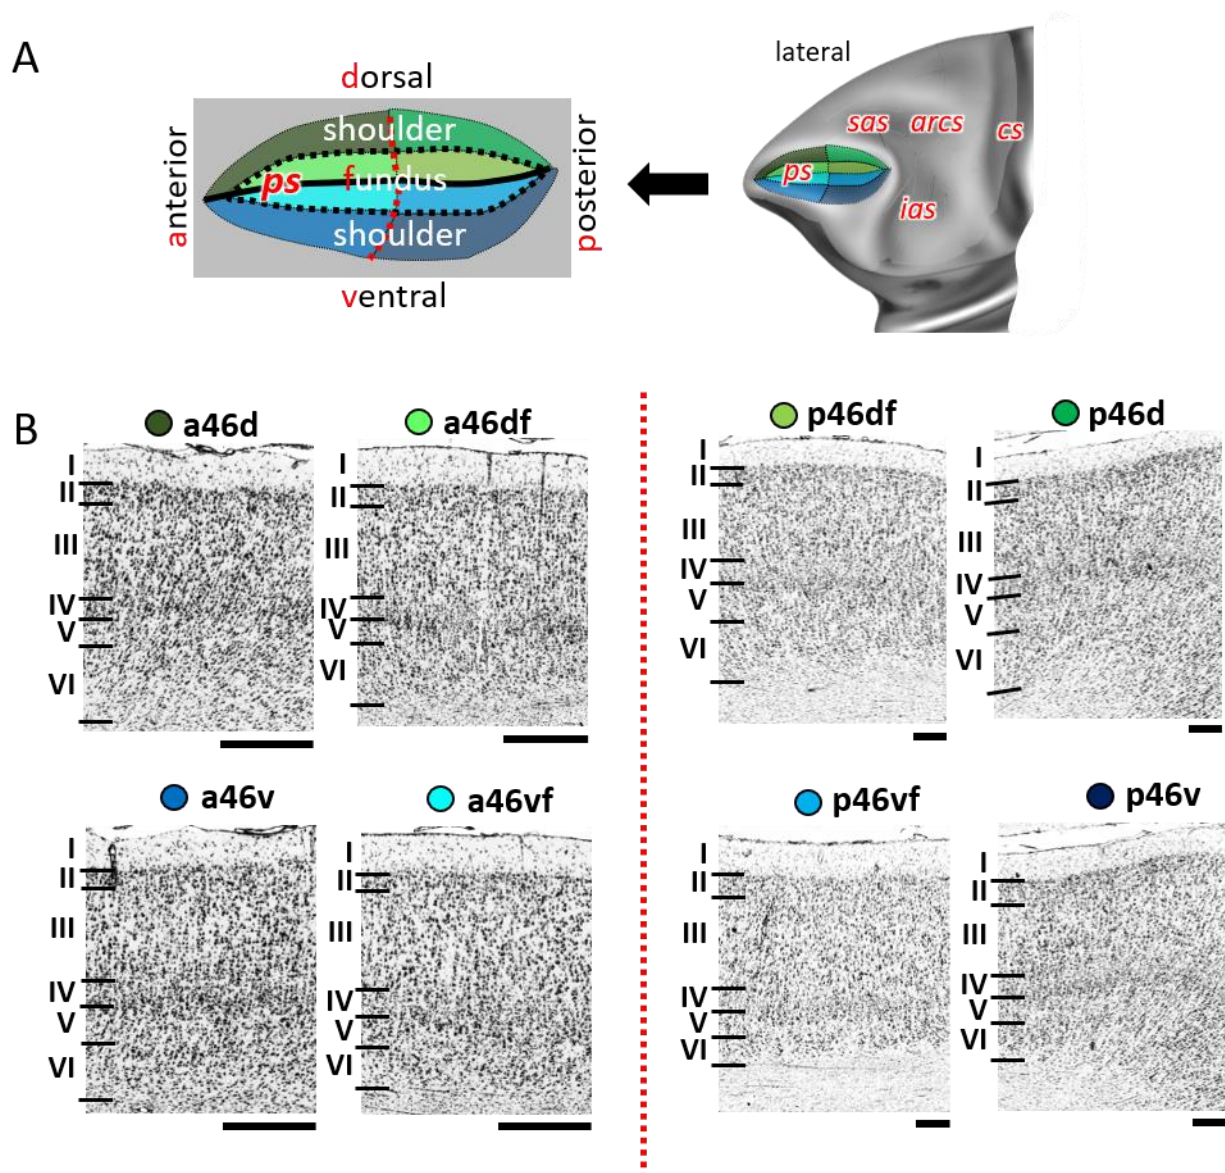 A
lateral
dorsal
anterior
shoulder
ps
fundus
shoulder
posterior
ventral
sas
arcs
cs
ps
ias
B
a46d
I
II
III
IV
V
VI
a46df
I
II
III
IV
V
VI
p46df
I
II
III
IV
V
VI
p46d
I
II
III
IV
V
VI
a46v
I
II
III
IV
V
VI
a46vf
I
II
III
IV
V
VI
p46vf
I
II
III
IV
V
VI
p46v
I
II
III
IV
V
VI